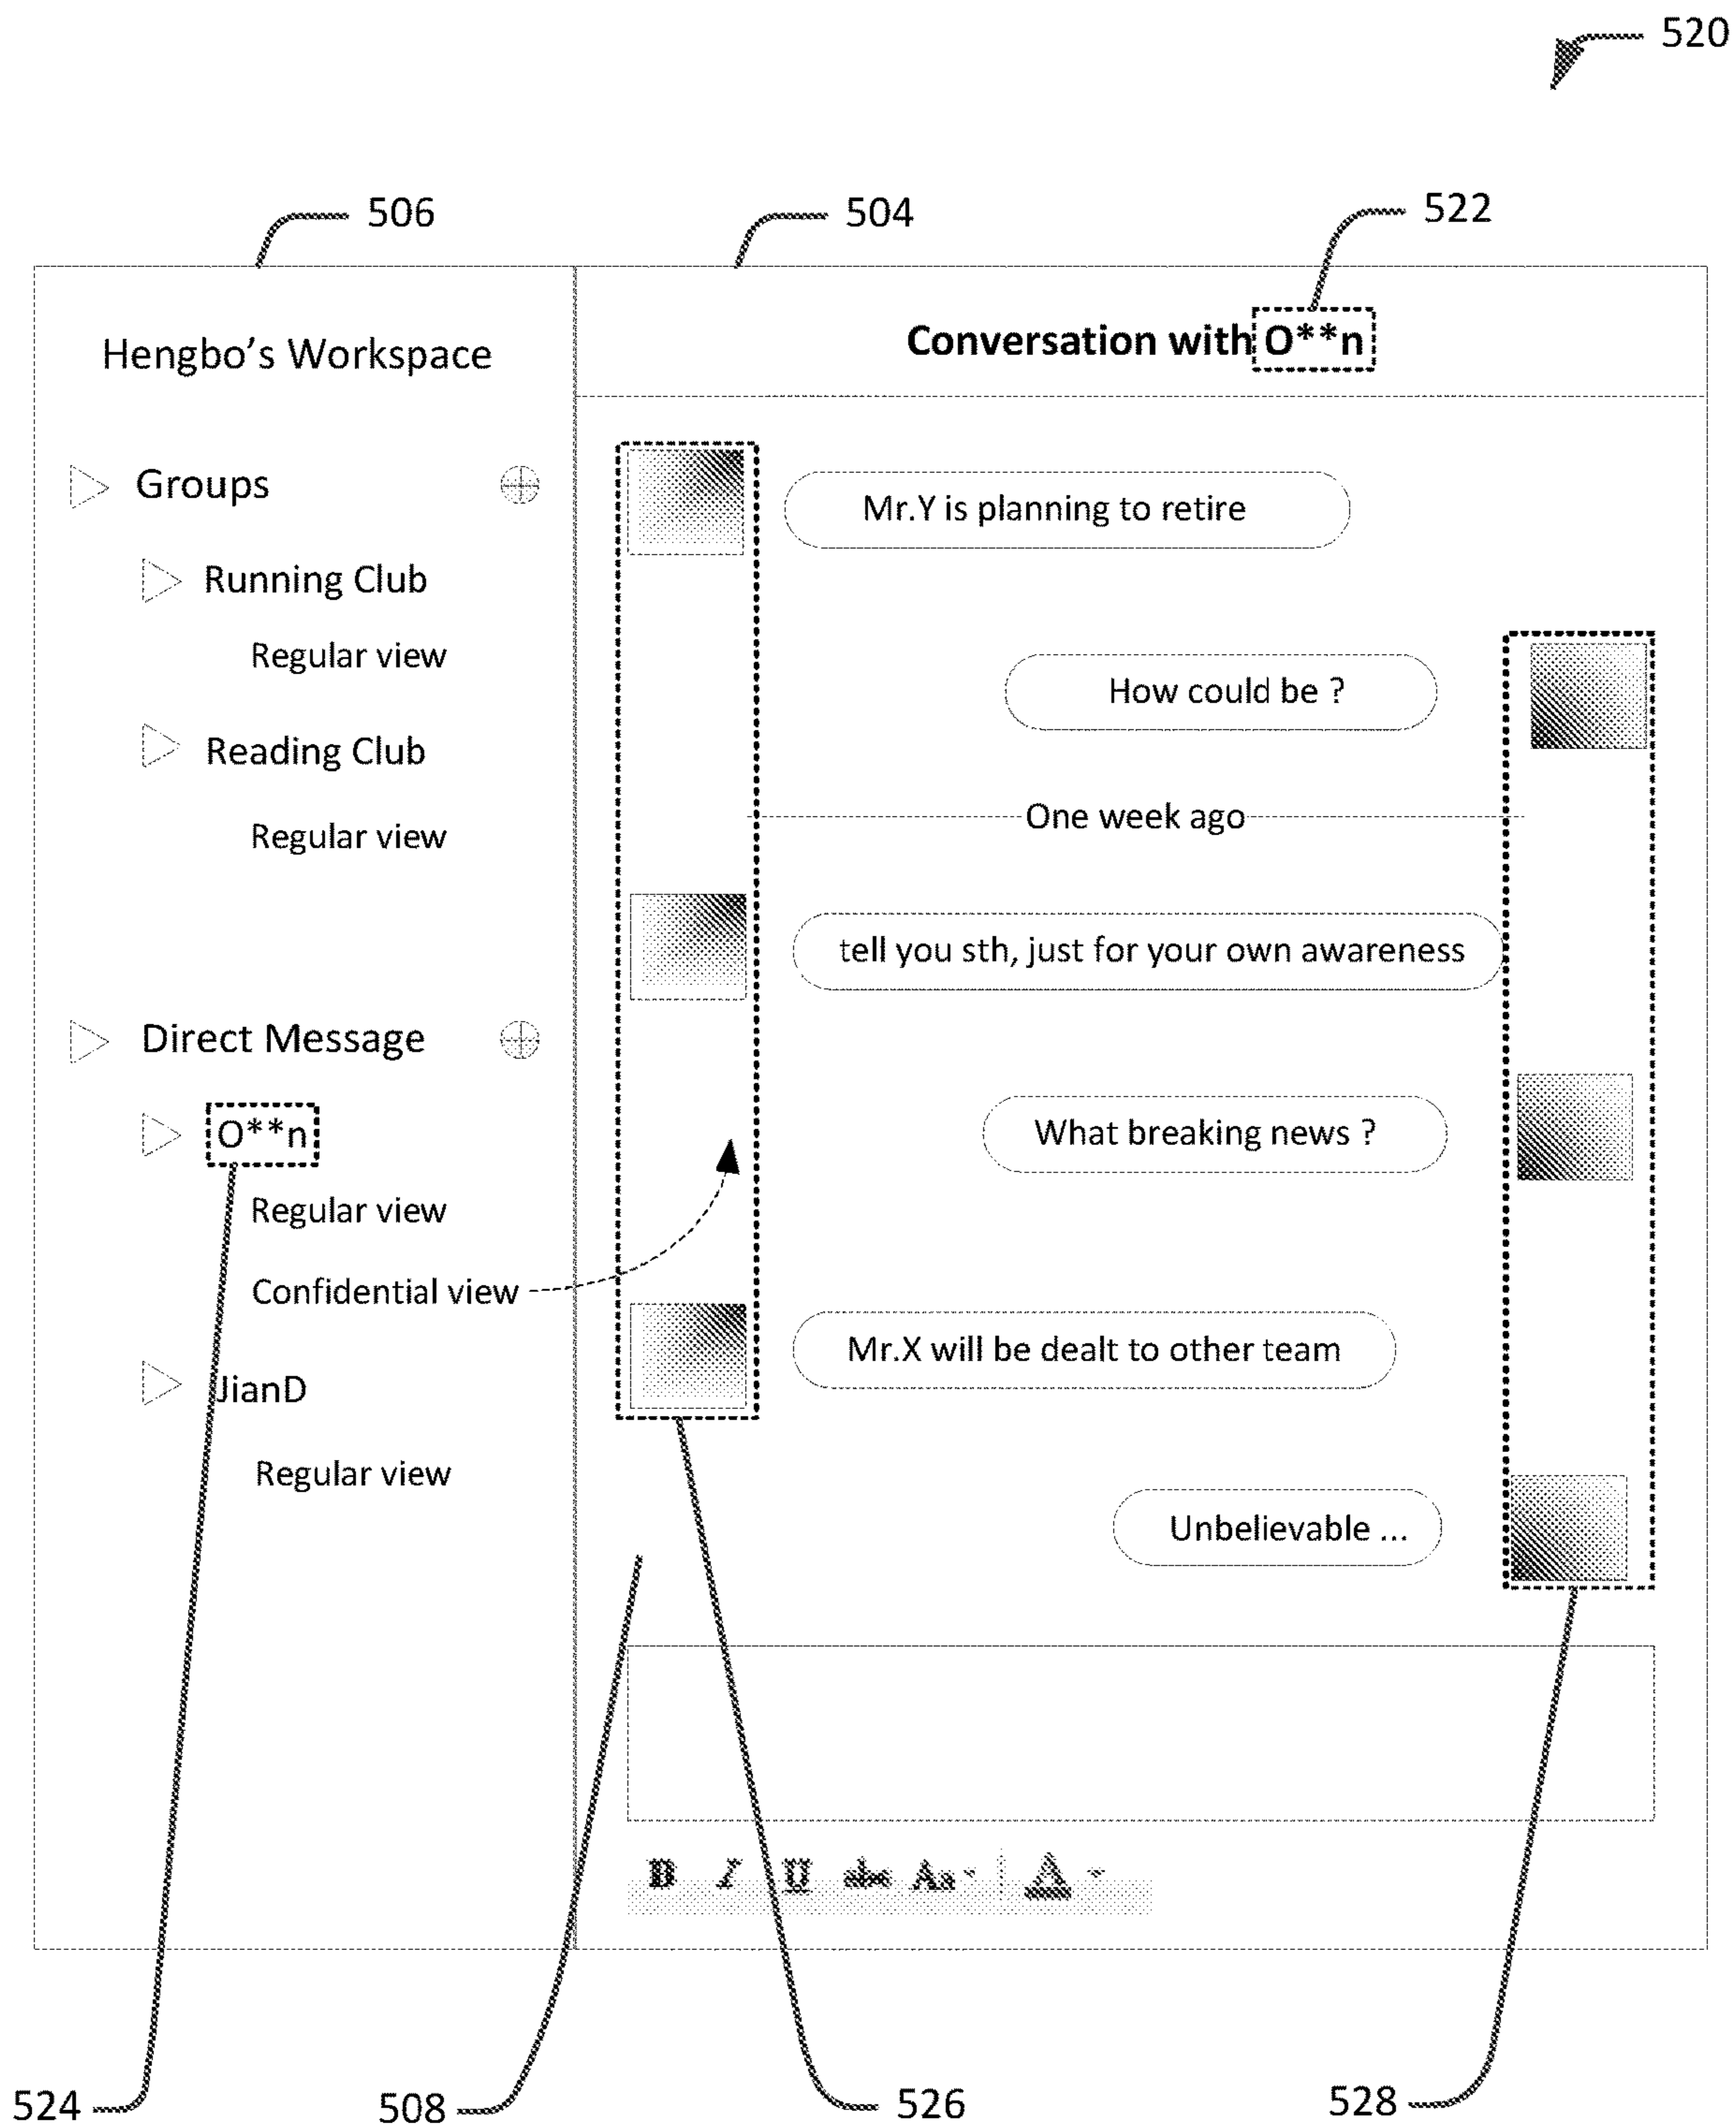 520
506
504
522
Hengbo's Workspace
Conversation with O**n
Groups
Running Club
Regular view
Reading Club
Regular view
Direct Message
O**n
Regular view
Confidential view
JianD
Regular view
Mr.Y is planning to retire
How could be ?
One week ago
tell you sth, just for your own awareness
What breaking news ?
Mr.X will be dealt to other team
Unbelievable ...
B I U abc Aa A
524
508
526
528